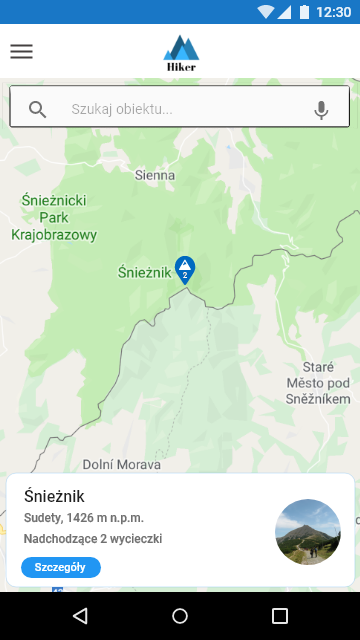 12:30
Hiker
Szukaj obiektu...
Sienna
Śnieżnicki
Park
Krajobrazowy
Śnieżnik
2
Staré
Město pod
Sněžníkem
Dolní Morava
Śnieżnik
Sudety, 1426 m n.p.m.
Nadchodzące 2 wycieczki
Szczegóły